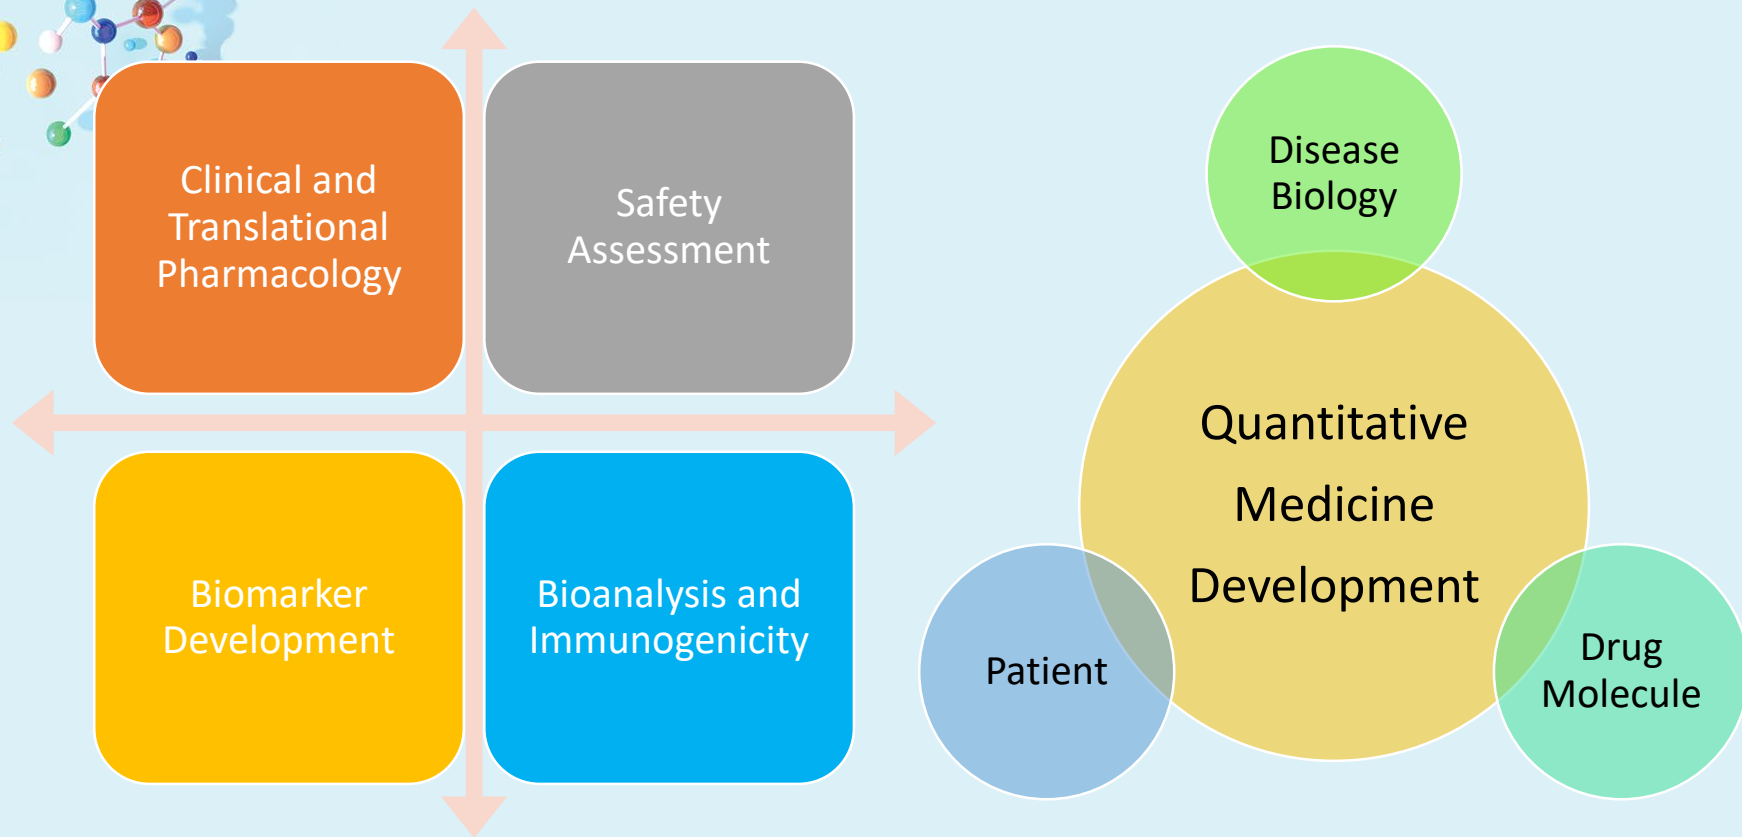 Clinical and
Translational
Pharmacology
Safety
Assessment
Biomarker
Development
Bioanalysis and
Immunogenicity
Disease
Biology
Quantitative
Medicine
Development
Patient
Drug
Molecule